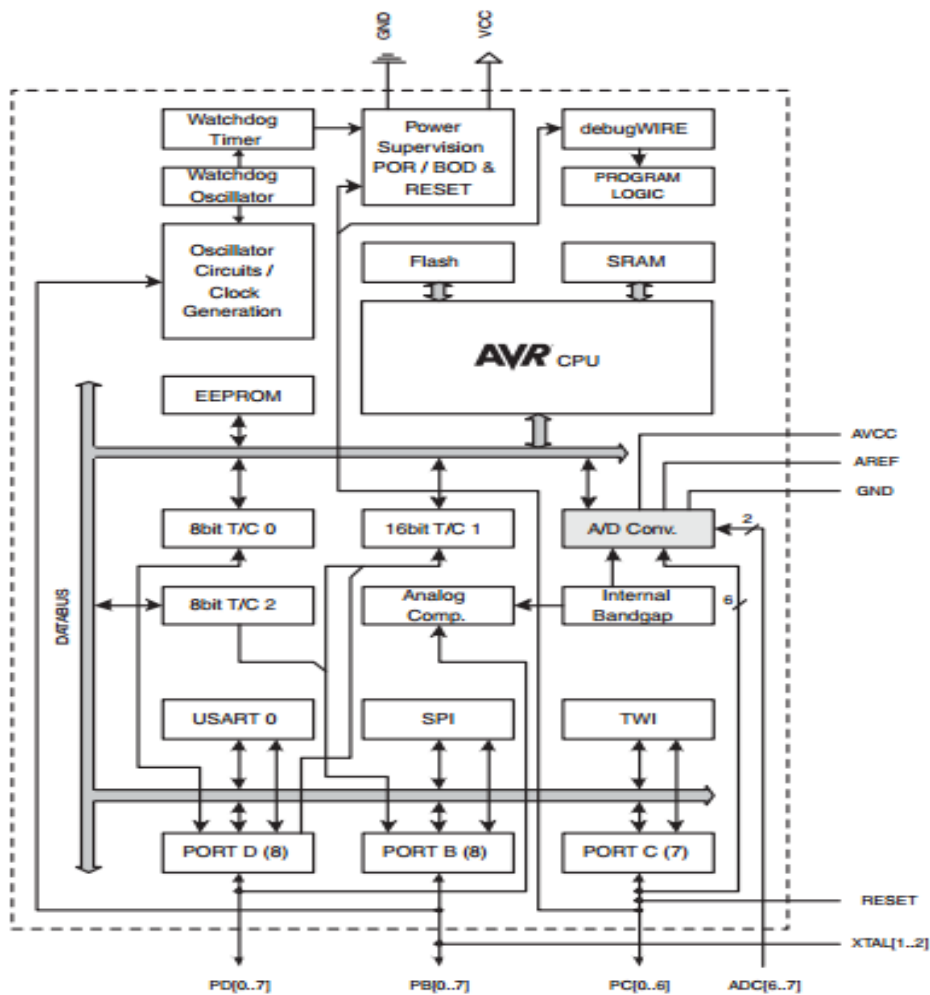 GND
VCC
Watchdog
Timer
Power
Supervision
POR / BOD &
RESET
debugWIRE
Watchdog
Oscillator
PROGRAM
LOGIC
Oscillator
Circuits /
Clock
Generation
Flash
SRAM
AVR CPU
EEPROM
AVCC
AREF
GND
8bit T/C 0
16bit T/C 1
A/D Conv.
2
8bit T/C 2
Analog
Comp.
Internal
Bandgap
6
DATABUS
USART 0
SPI
TWI
PORT D (8)
PORT B (8)
PORT C (7)
RESET
XTAL[1..2]
PD[0..7]
PB[0..7]
PC[0..6]
ADC[6..7]